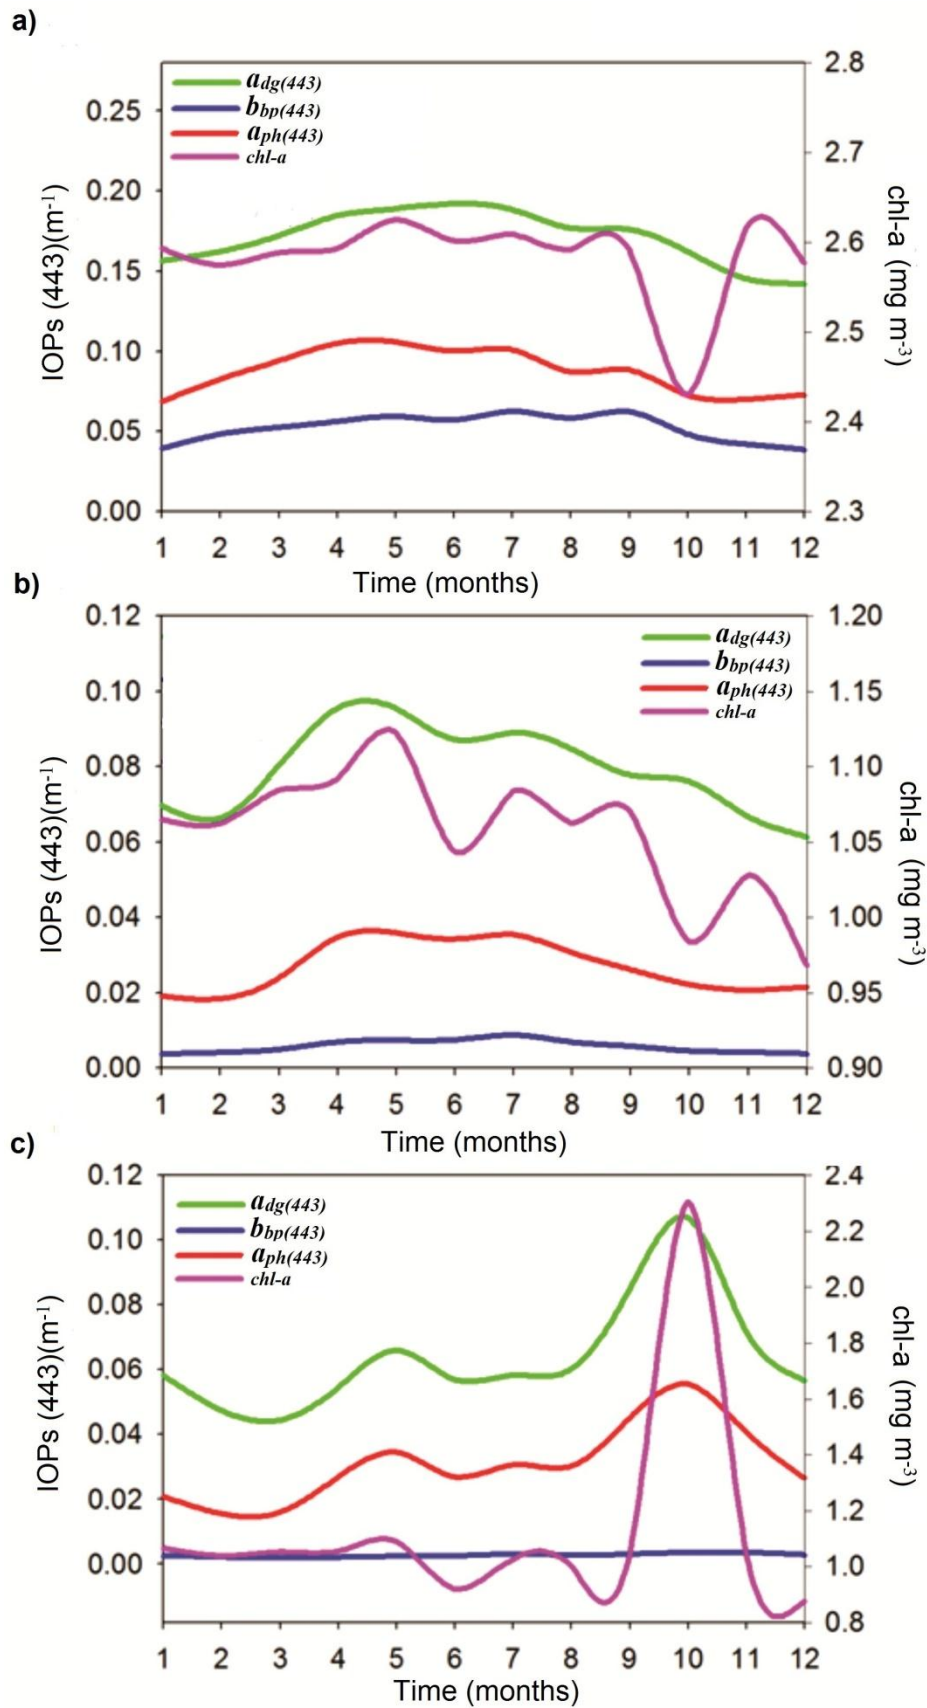 a)
2.8
adg(443)
bbp(443)
aph(443)
chl-a
0.25
2.7
0.20
2.6
0.15
2.5
0.10
2.4
0.05
0.00
2.3
IOPs (443)(m-1)
chl-a (mg m-3)
1 2 3 4 5 6 7 8 9 10 11 12
Time (months)
b)
0.12
1.20
adg(443)
bbp(443)
aph(443)
chl-a
0.10
1.15
0.08
1.10
0.06
1.05
0.04
1.00
0.02
0.95
0.00
0.90
IOPs (443)(m-1)
chl-a (mg m-3)
1 2 3 4 5 6 7 8 9 10 11 12
Time (months)
c)
0.12
2.4
adg(443)
bbp(443)
aph(443)
chl-a
2.2
0.10
2.0
0.08
1.8
0.06
1.6
0.04
1.4
0.02
1.2
0.00
1.0
0.8
IOPs (443)(m-1)
chl-a (mg m-3)
1 2 3 4 5 6 7 8 9 10 11 12
Time (months)